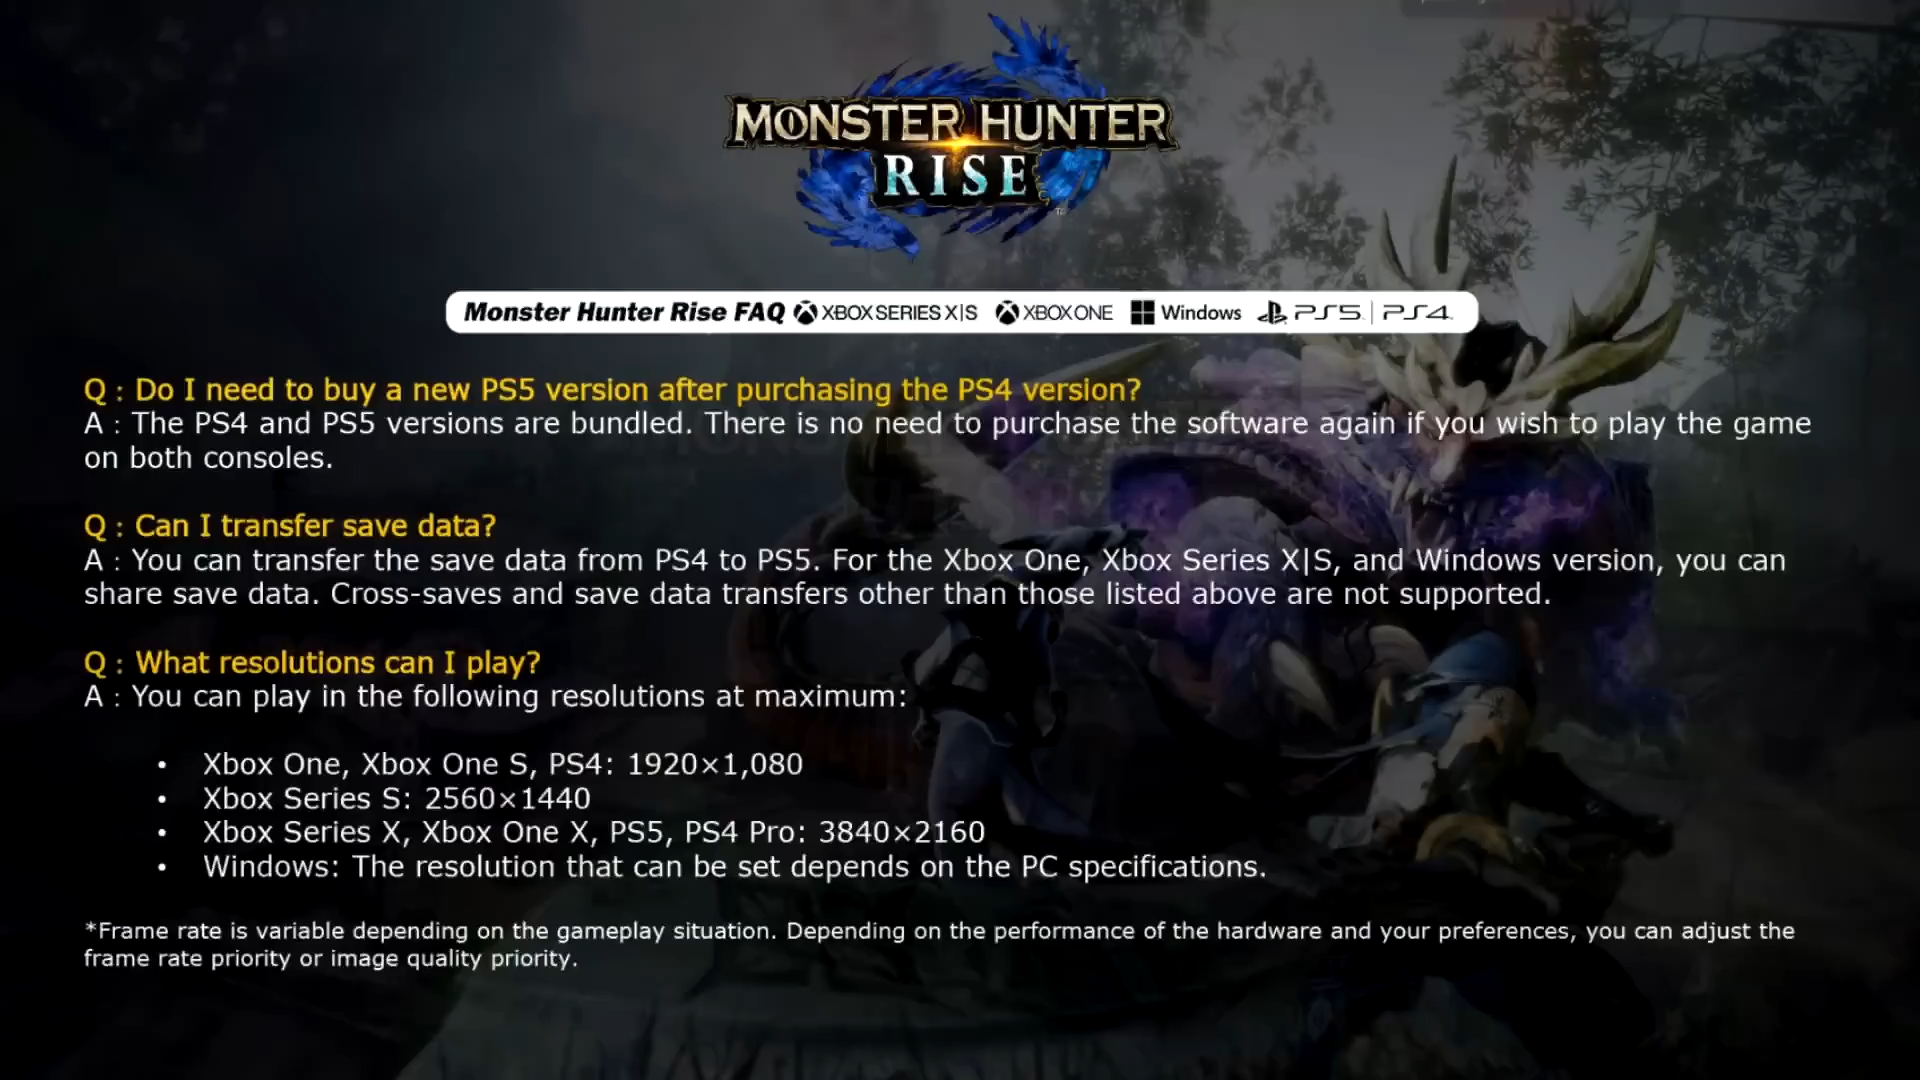 MONSTER HUNTER
RISE
Monster Hunter Rise FAQ XBOX SERIES X|S XBOX ONE Windows PS5 | PS4
Q : Do I need to buy a new PS5 version after purchasing the PS4 version?
A : The PS4 and PS5 versions are bundled. There is no need to purchase the software again if you wish to play the game
on both consoles.
Q : Can I transfer save data?
A : You can transfer the save data from PS4 to PS5. For the Xbox One, Xbox Series X|S, and Windows version, you can
share save data. Cross-saves and save data transfers other than those listed above are not supported.
Q : What resolutions can I play?
A : You can play in the following resolutions at maximum:
• Xbox One, Xbox One S, PS4: 1920×1,080
• Xbox Series S: 2560×1440
• Xbox Series X, Xbox One X, PS5, PS4 Pro: 3840×2160
• Windows: The resolution that can be set depends on the PC specifications.
*Frame rate is variable depending on the gameplay situation. Depending on the performance of the hardware and your preferences, you can adjust the
frame rate priority or image quality priority.